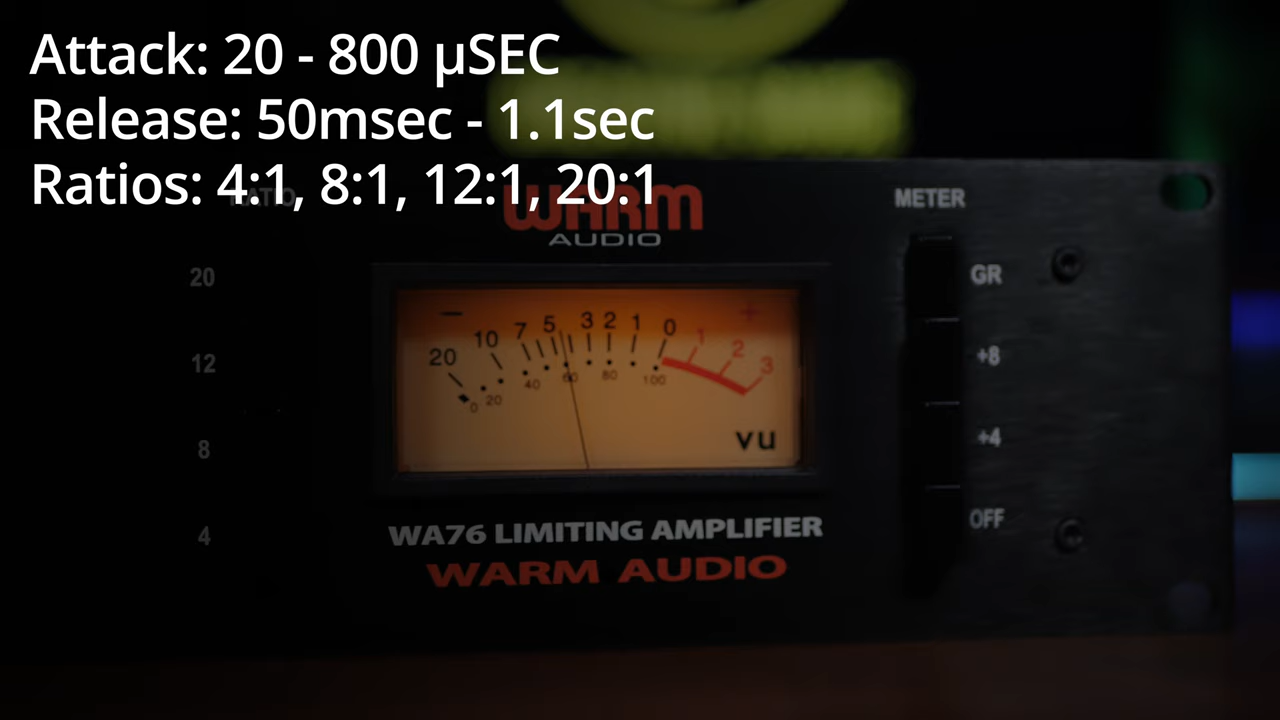 Attack: 20 - 800 µSEC
Release: 50msec - 1.1sec
Ratios: 4:1, 8:1, 12:1, 20:1
RATIO
WARM
AUDIO
METER
20
12
8
4
- +
20 10 7 5 3 2 1 0 1 2 3
0 20 40 60 80 100
VU
GR
+8
+4
OFF
WA76 LIMITING AMPLIFIER
WARM AUDIO